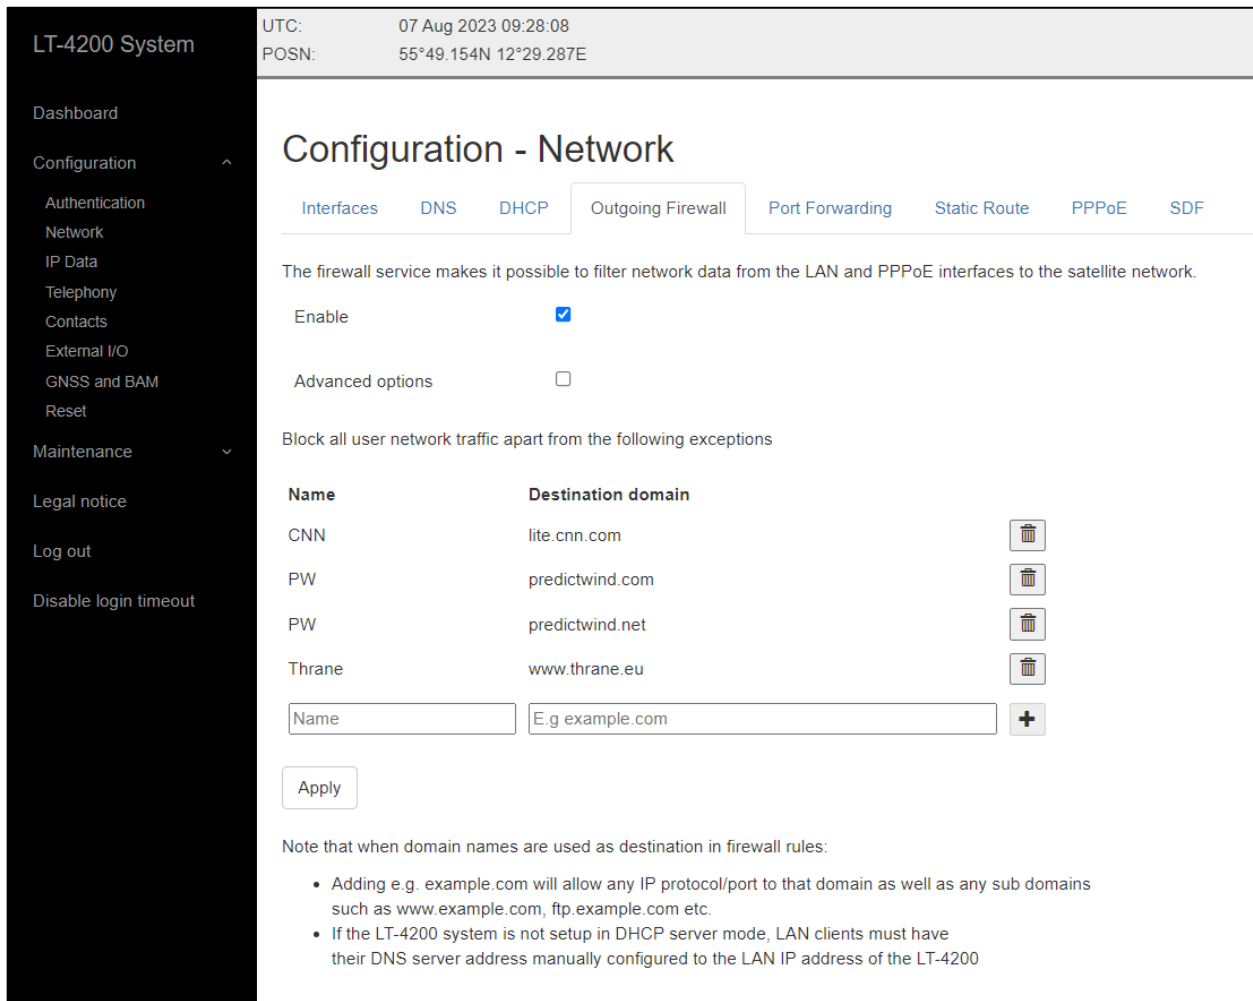 LT-4200 System
UTC: 07 Aug 2023 09:28:08
POSN: 55°49.154N 12°29.287E
Dashboard
Configuration
Authentication
Network
IP Data
Telephony
Contacts
External I/O
GNSS and BAM
Reset
Maintenance
Legal notice
Log out
Disable login timeout
Configuration - Network
Interfaces DNS DHCP Outgoing Firewall Port Forwarding Static Route PPPoE SDF
The firewall service makes it possible to filter network data from the LAN and PPPoE interfaces to the satellite network.
Enable
Advanced options
Block all user network traffic apart from the following exceptions
Name Destination domain
CNN lite.cnn.com
PW predictwind.com
PW predictwind.net
Thrane www.thrane.eu
Name E.g example.com
Apply
Note that when domain names are used as destination in firewall rules:
• Adding e.g. example.com will allow any IP protocol/port to that domain as well as any sub domains
such as www.example.com, ftp.example.com etc.
• If the LT-4200 system is not setup in DHCP server mode, LAN clients must have
their DNS server address manually configured to the LAN IP address of the LT-4200